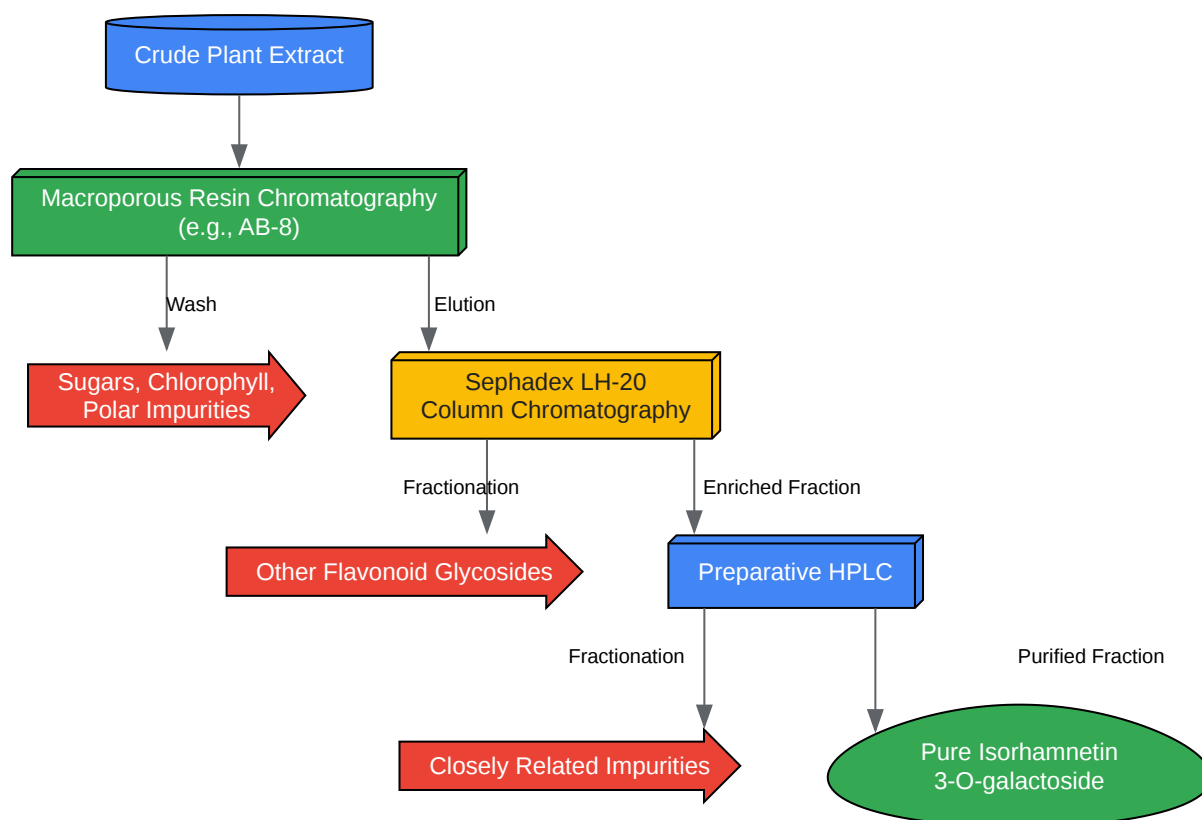 Crude Plant Extract
Macroporous Resin Chromatography
(e.g., AB-8)
Wash
Elution
Sugars, Chlorophyll,
Polar Impurities
Sephadex LH-20
Column Chromatography
Fractionation
Enriched Fraction
Other Flavonoid Glycosides
Preparative HPLC
Fractionation
Purified Fraction
Closely Related Impurities
Pure Isorhamnetin
3-O-galactoside